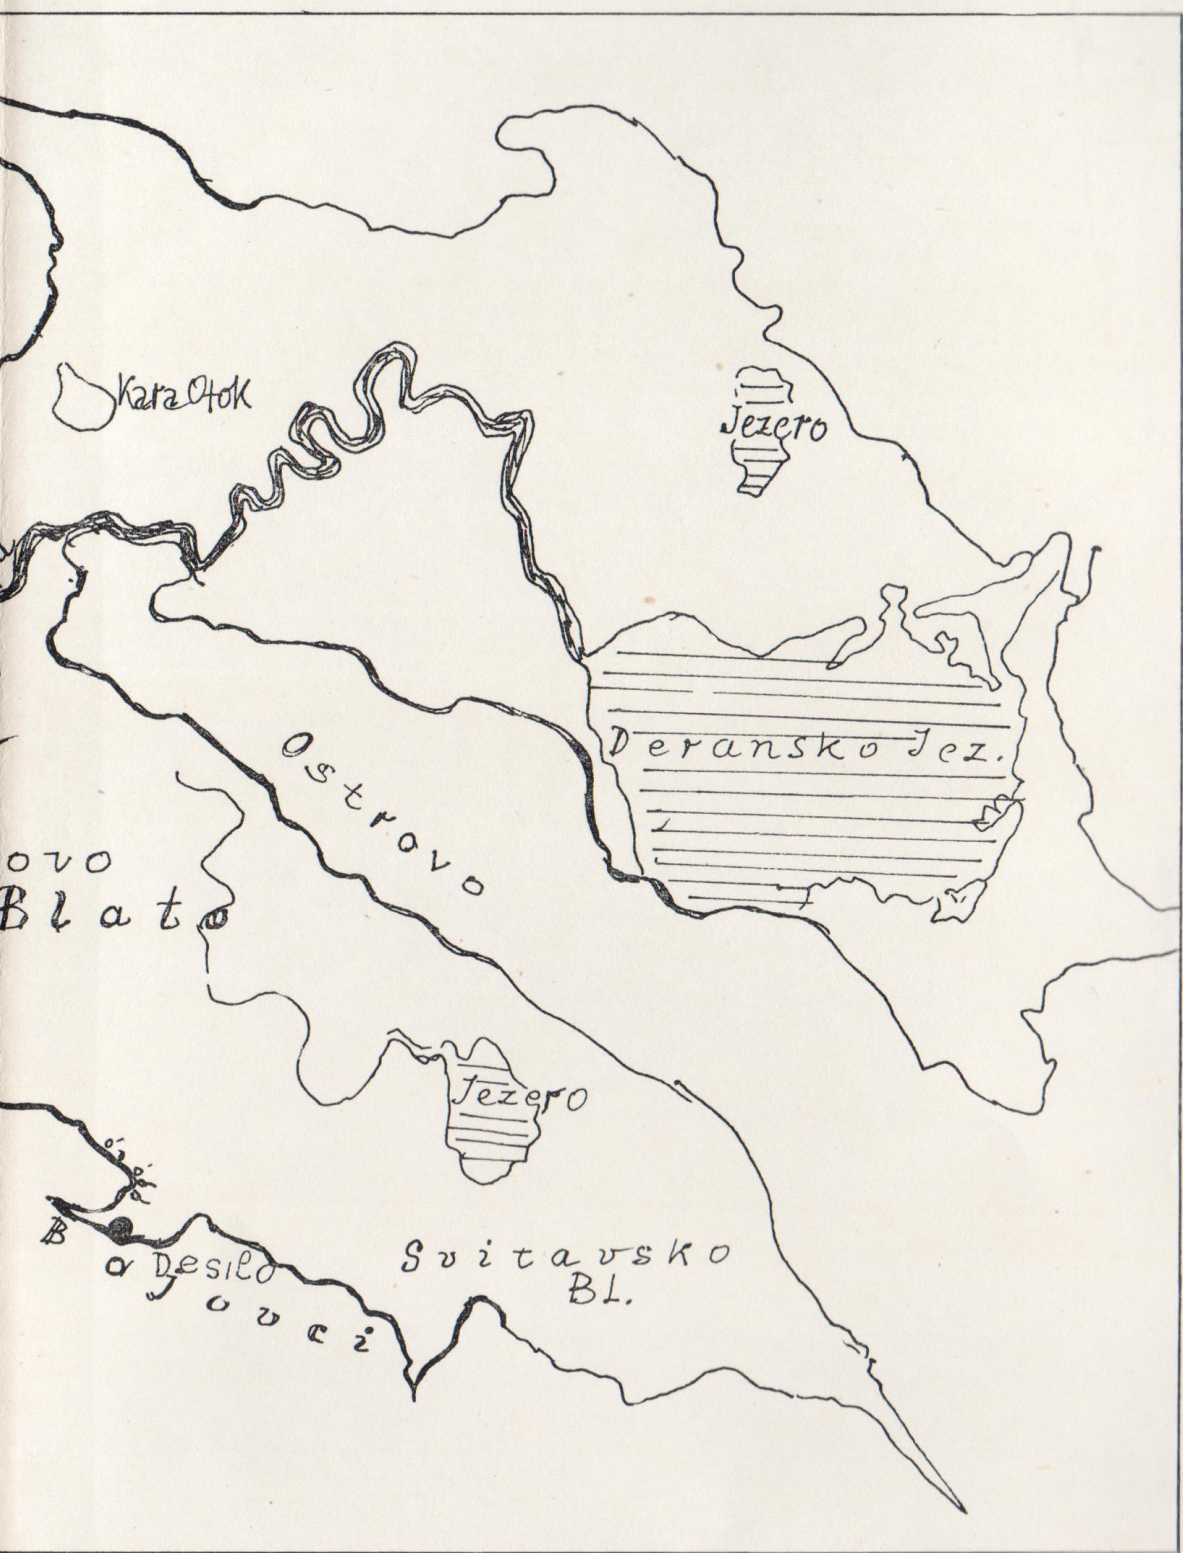 Kara Otok
Jezero
Deransko Jez.
Ostrovo
ovo
Blato
Jezero
Desilo
Bajovci
Svitavsko
BL.